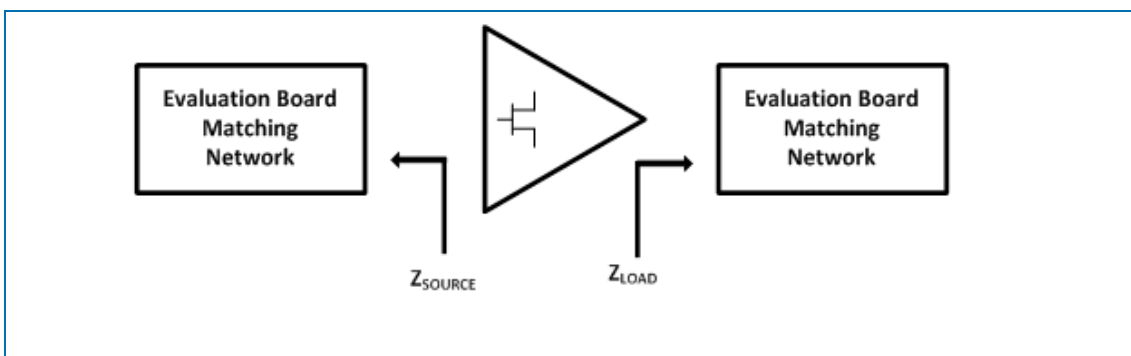 Evaluation Board
Matching
Network
Evaluation Board
Matching
Network
ZSOURCE
ZLOAD